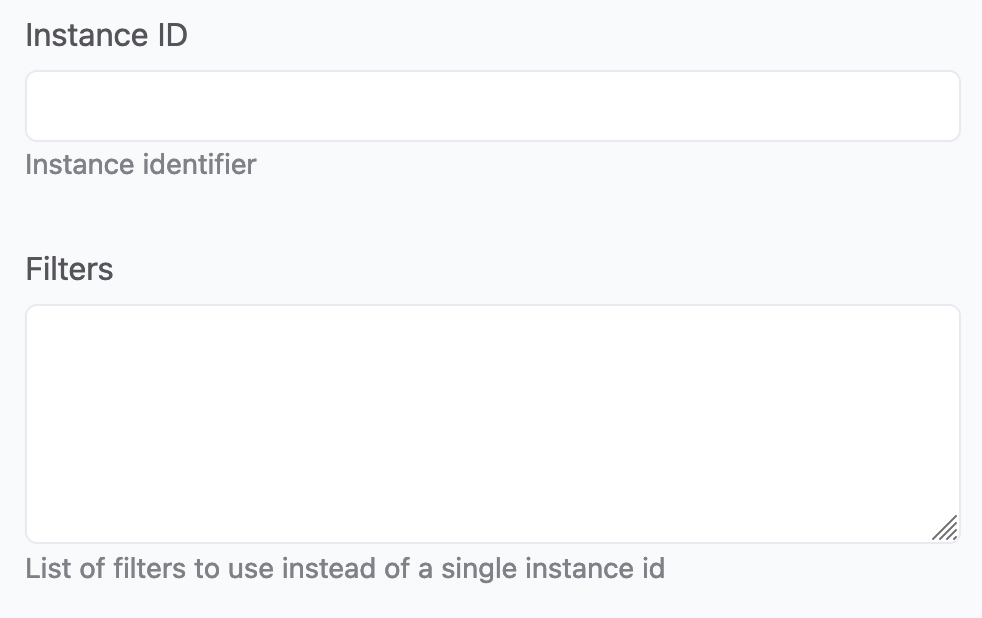 Instance ID
Instance identifier
Filters
List of filters to use instead of a single instance id